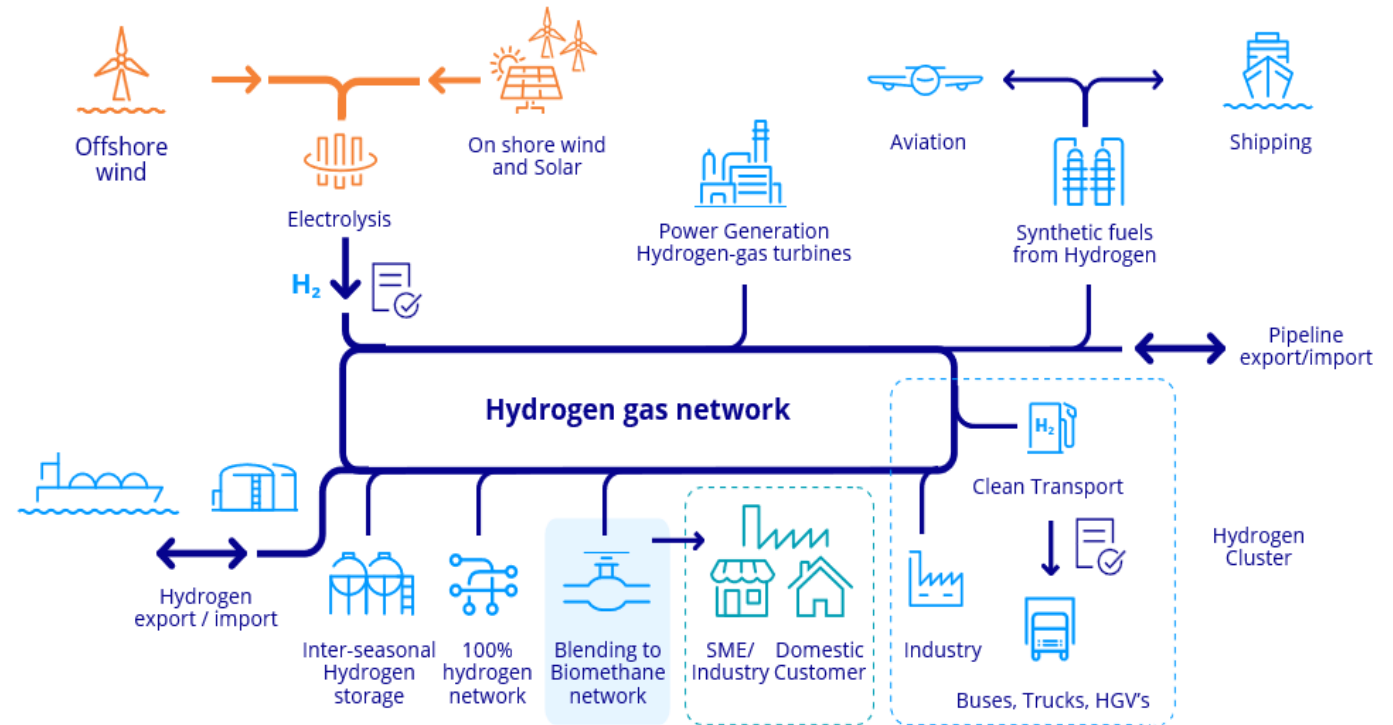 Offshore
wind
On shore wind
and Solar
Aviation
Shipping
Electrolysis
Power Generation
Hydrogen-gas turbines
Synthetic fuels
from Hydrogen
H₂
Pipeline
export/import
Hydrogen gas network
H₂
Clean Transport
Hydrogen
Cluster
Hydrogen
export / import
Inter-seasonal
Hydrogen
storage
100%
hydrogen
network
Blending to
Biomethane
network
SME/
Industry
Domestic
Customer
Industry
Buses, Trucks, HGV's